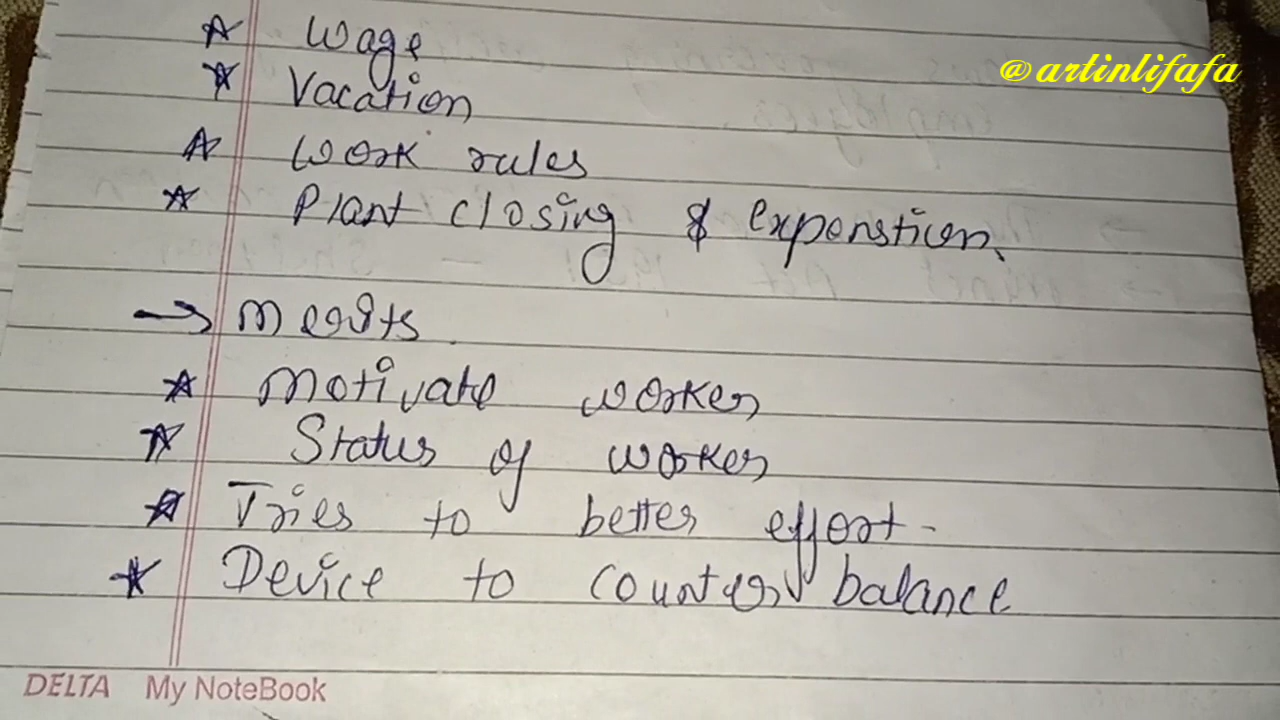 ☆ Wage
@artinlifafa
☆ Vacation
☆ Work rules
☆ Plant closing & expenstion.
→ Merits
☆ Motivate worker
☆ Status of worker
☆ Tries to better effort.
☆ Device to counter balance
DELTA My NoteBook